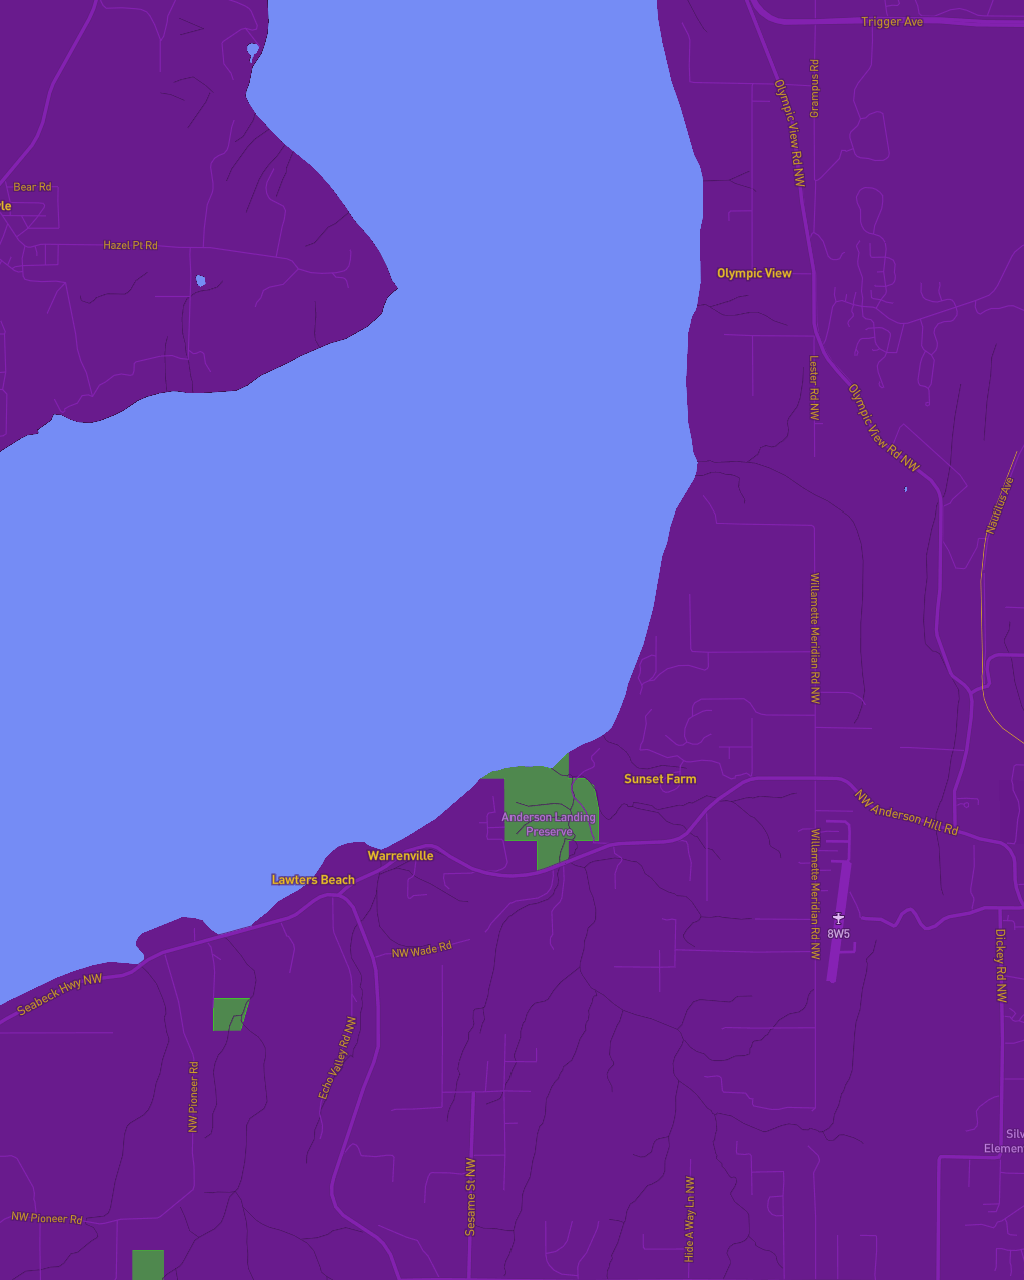 Trigger Ave
Grampus Rd
Olympic View Rd NW
Bear Rd
Hazel Pt Rd
Olympic View
Lester Rd NW
Olympic View Rd NW
Nautilus Ave
Willamette Meridian Rd NW
Sunset Farm
Anderson Landing
Preserve
NW Anderson Hill Rd
Warrenville
Lawters Beach
Willamette Meridian Rd NW
8W5
NW Wade Rd
Dickey Rd NW
Seabeck Hwy NW
Echo Valley Rd NW
NW Pioneer Rd
Silv
Elemen
Sesame St NW
Hide A Way Ln NW
NW Pioneer Rd